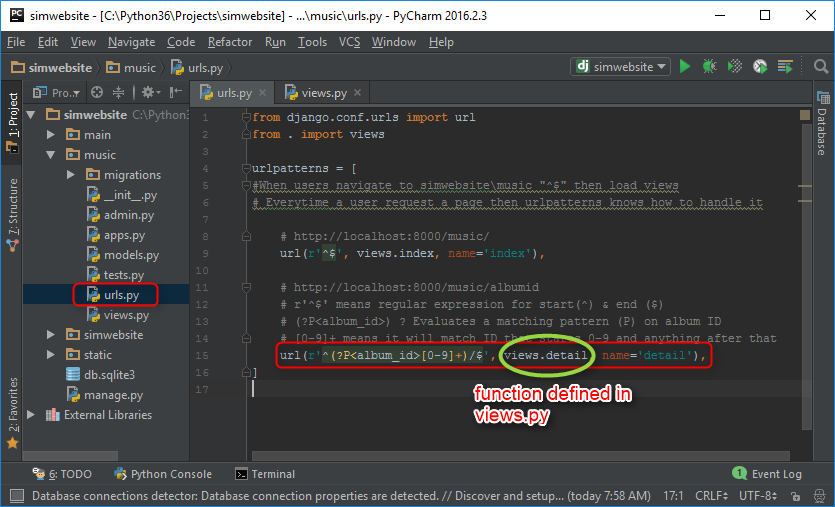 simwebsite - [C:\Python36\Projects\simwebsite] - ...\music\urls.py - PyCharm 2016.2.3
File Edit View Navigate Code Refactor Run Django Tools VCS Window Help
simwebsite music urls.py simwebsite
1: Project
7: Structure
2: Favorites
Pro..
simwebsite C:\Python3
main
music
migrations
__init__.py
admin.py
apps.py
models.py
tests.py
urls.py
views.py
simwebsite
static
db.sqlite3
manage.py
External Libraries
urls.py views.py
1 from django.conf.urls import url
2 from . import views
3
4 urlpatterns = [
5 #When users navigate to simwebsite\music "^$" then load views
6 # Everytime a user request a page then urlpatterns knows how to handle it
7
8 # http://localhost:8000/music/
9 url(r'^$', views.index, name='index'),
10
11 # http://localhost:8000/music/albumid
12 # r'^$' means regular expression for start(^) & end ($)
13 # (?P<album_id>) ? Evaluates a matching pattern (P) on album ID
14 # [0-9]+ means it will match ID that starts 0-9 and anything after that
15 url(r'^(?P<album_id>[0-9]+)/$', views.detail, name='detail'),
16 ]
17
function defined in
views.py
Database
6: TODO Python Console Terminal 1 Event Log
Database connections detector: Database connection properties are detected. // Discover and setup... (today 7:58 AM) 17:1 CRLF UTF-8